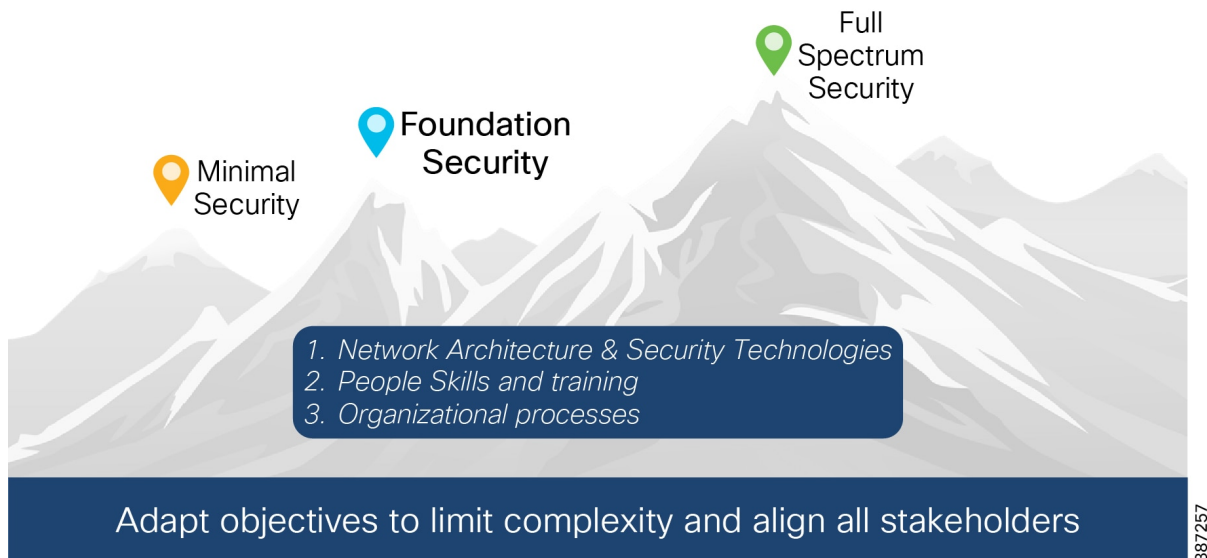 Full
Spectrum
Security
Foundation
Security
Minimal
Security
1. Network Architecture & Security Technologies
2. People Skills and training
3. Organizational processes
Adapt objectives to limit complexity and align all stakeholders
387257